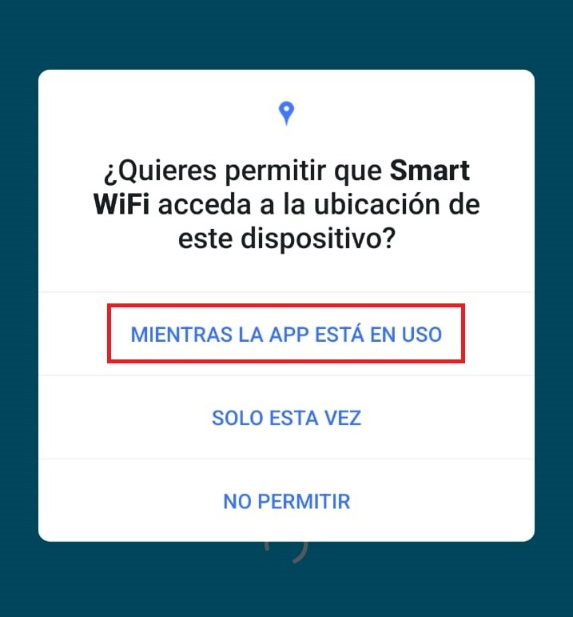 ¿Quieres permitir que Smart
WiFi acceda a la ubicación de
este dispositivo?
MIENTRAS LA APP ESTÁ EN USO
SOLO ESTA VEZ
NO PERMITIR